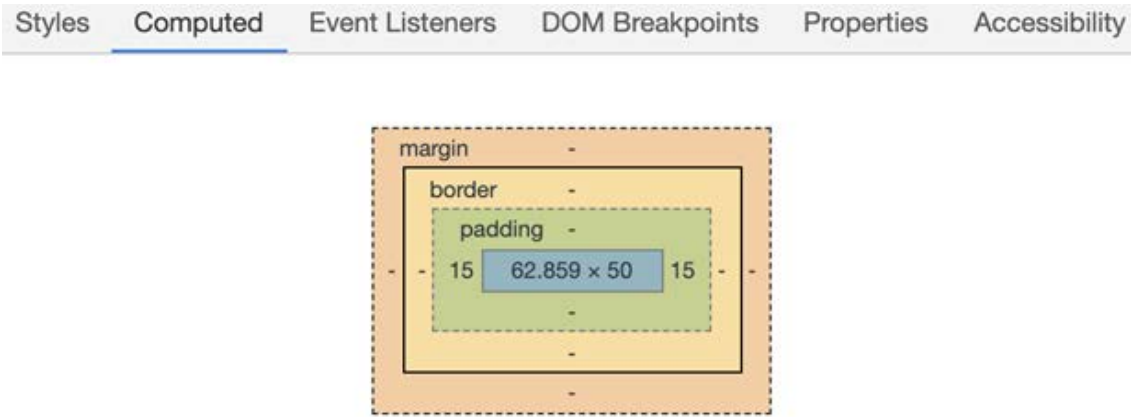 Styles Computed Event Listeners DOM Breakpoints Properties Accessibility
margin -
border -
padding -
- - 15 62.859 × 50 15 - -
-
-
-